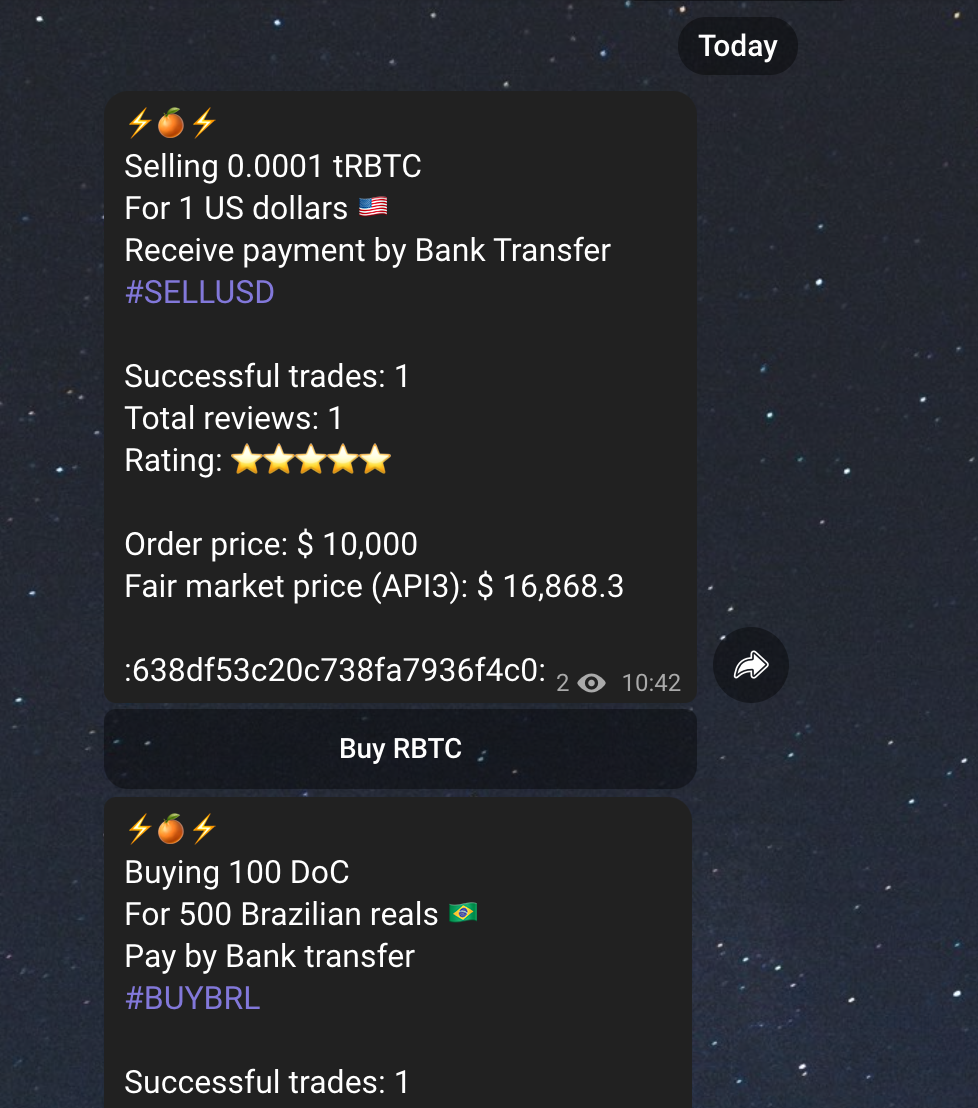 Today
⚡🍊⚡
Selling 0.0001 tRBTC
For 1 US dollars 🇺🇸
Receive payment by Bank Transfer
#SELLUSD
Successful trades: 1
Total reviews: 1
Rating: ⭐⭐⭐⭐⭐
Order price: $ 10,000
Fair market price (API3): $ 16,868.3
:638df53c20c738fa7936f4c0: 2 10:42
Buy RBTC
⚡🍊⚡
Buying 100 DoC
For 500 Brazilian reals 🇧🇷
Pay by Bank transfer
#BUYBRL
Successful trades: 1